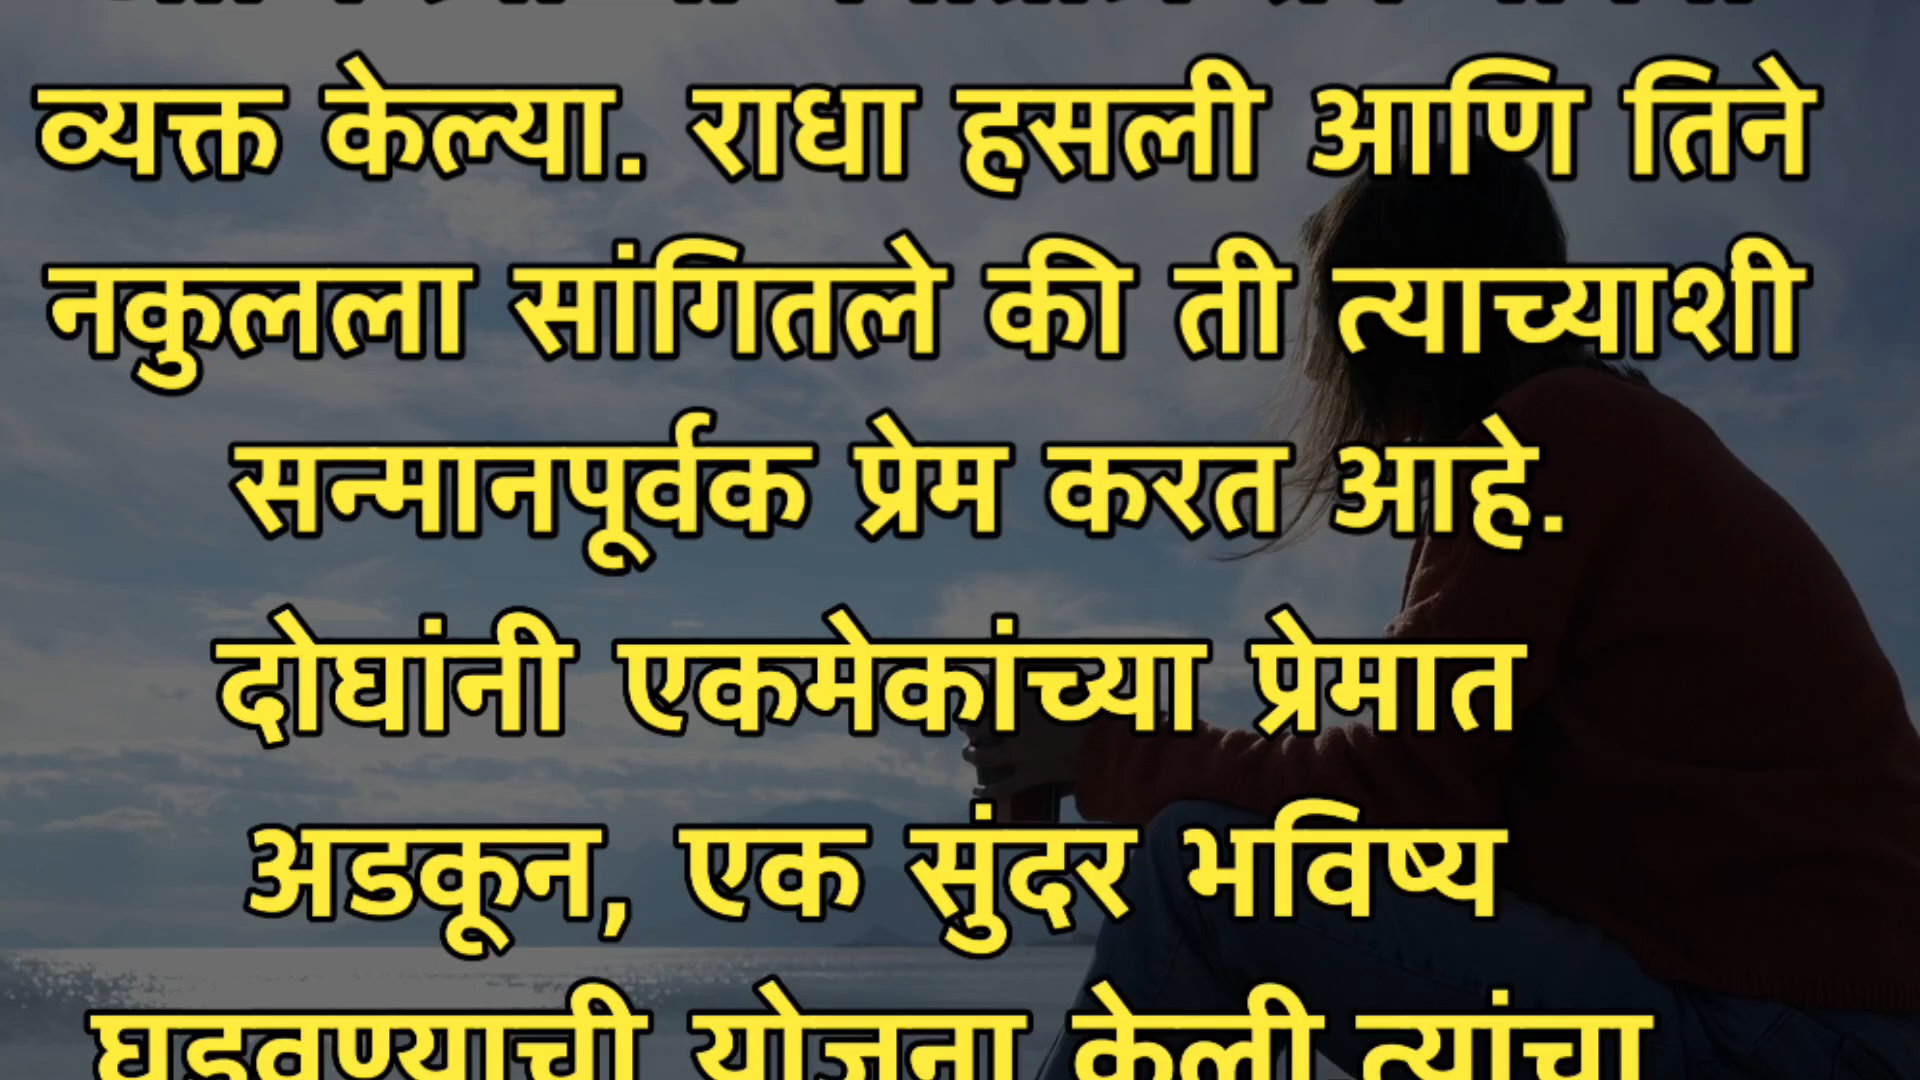 व्यक्त केल्या. राधा हसली आणि तिने
नकुलला सांगितले की ती त्याच्याशी
सन्मानपूर्वक प्रेम करत आहे.
दोघांनी एकमेकांच्या प्रेमात
अडकून, एक सुंदर भविष्य
घडवण्याची योजना केली.त्यांचा